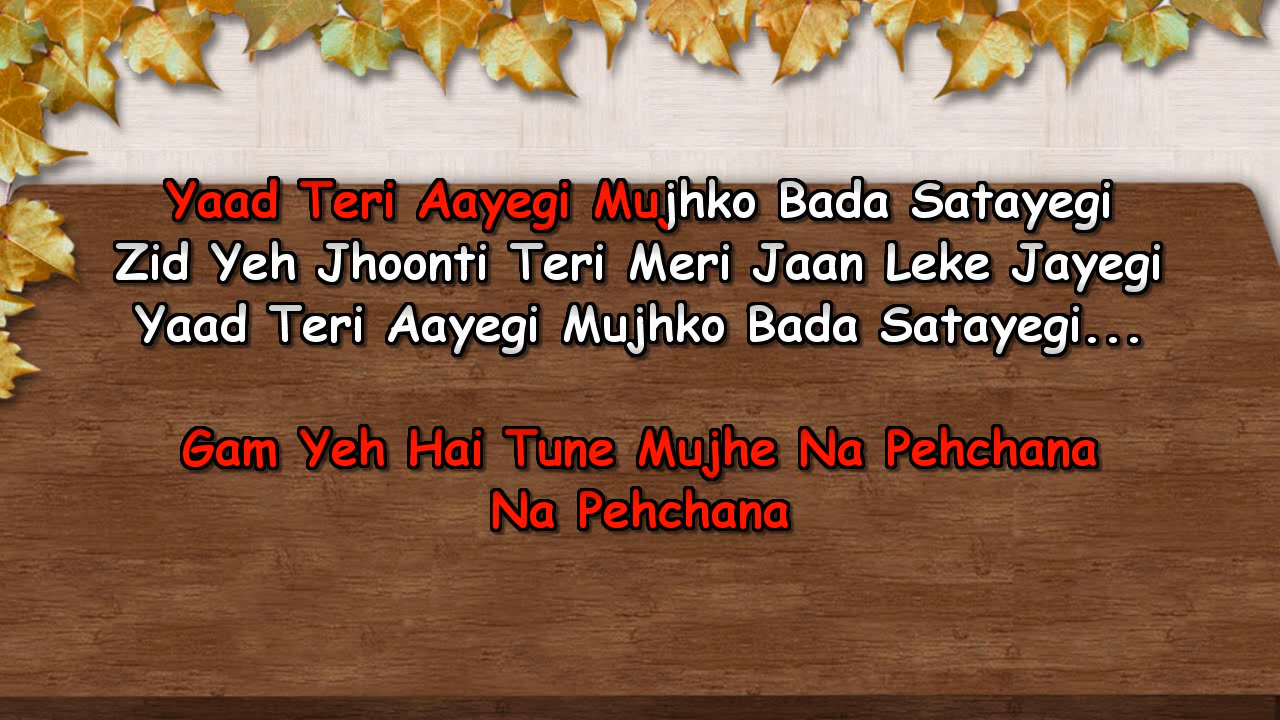 Yaad Teri Aayegi Mujhko Bada Satayegi
Zid Yeh Jhoonti Teri Meri Jaan Leke Jayegi
Yaad Teri Aayegi Mujhko Bada Satayegi...
Gam Yeh Hai Tune Mujhe Na Pehchana
Na Pehchana